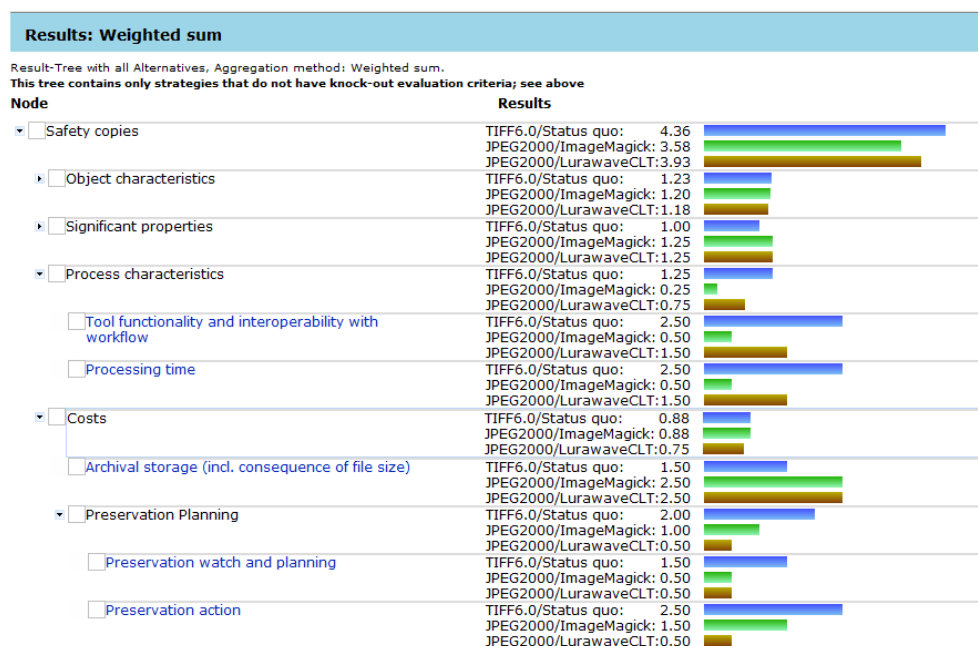 Results: Weighted sum
Result-Tree with all Alternatives, Aggregation method: Weighted sum.
This tree contains only strategies that do not have knock-out evaluation criteria; see above
Node Results
Safety copies TIFF6.0/Status quo: 4.36
JPEG2000/ImageMagick: 3.58
JPEG2000/LurawaveCLT:3.93
Object characteristics TIFF6.0/Status quo: 1.23
JPEG2000/ImageMagick: 1.20
JPEG2000/LurawaveCLT:1.18
Significant properties TIFF6.0/Status quo: 1.00
JPEG2000/ImageMagick: 1.25
JPEG2000/LurawaveCLT:1.25
Process characteristics TIFF6.0/Status quo: 1.25
JPEG2000/ImageMagick: 0.25
JPEG2000/LurawaveCLT:0.75
Tool functionality and interoperability with TIFF6.0/Status quo: 2.50
workflow JPEG2000/ImageMagick: 0.50
JPEG2000/LurawaveCLT:1.50
Processing time TIFF6.0/Status quo: 2.50
JPEG2000/ImageMagick: 0.50
JPEG2000/LurawaveCLT:1.50
Costs TIFF6.0/Status quo: 0.88
JPEG2000/ImageMagick: 0.88
JPEG2000/LurawaveCLT:0.75
Archival storage (incl. consequence of file size) TIFF6.0/Status quo: 1.50
JPEG2000/ImageMagick: 2.50
JPEG2000/LurawaveCLT:2.50
Preservation Planning TIFF6.0/Status quo: 2.00
JPEG2000/ImageMagick: 1.00
JPEG2000/LurawaveCLT:0.50
Preservation watch and planning TIFF6.0/Status quo: 1.50
JPEG2000/ImageMagick: 0.50
JPEG2000/LurawaveCLT:0.50
Preservation action TIFF6.0/Status quo: 2.50
JPEG2000/ImageMagick: 1.50
JPEG2000/LurawaveCLT:0.50